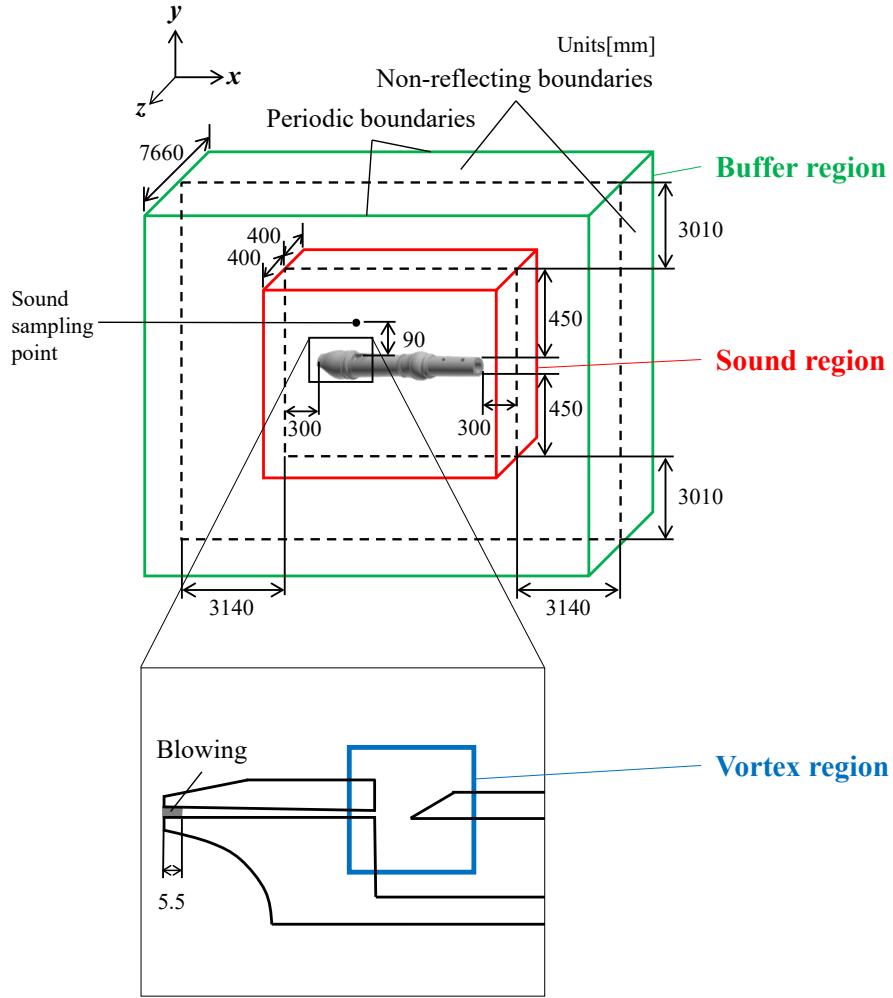 y
x
z
Units[mm]
Non-reflecting boundaries
Periodic boundaries
7660
Buffer region
3010
400
400
Sound
sampling
point
450
90
Sound region
300
300
450
3010
3140
3140
Blowing
Vortex region
5.5